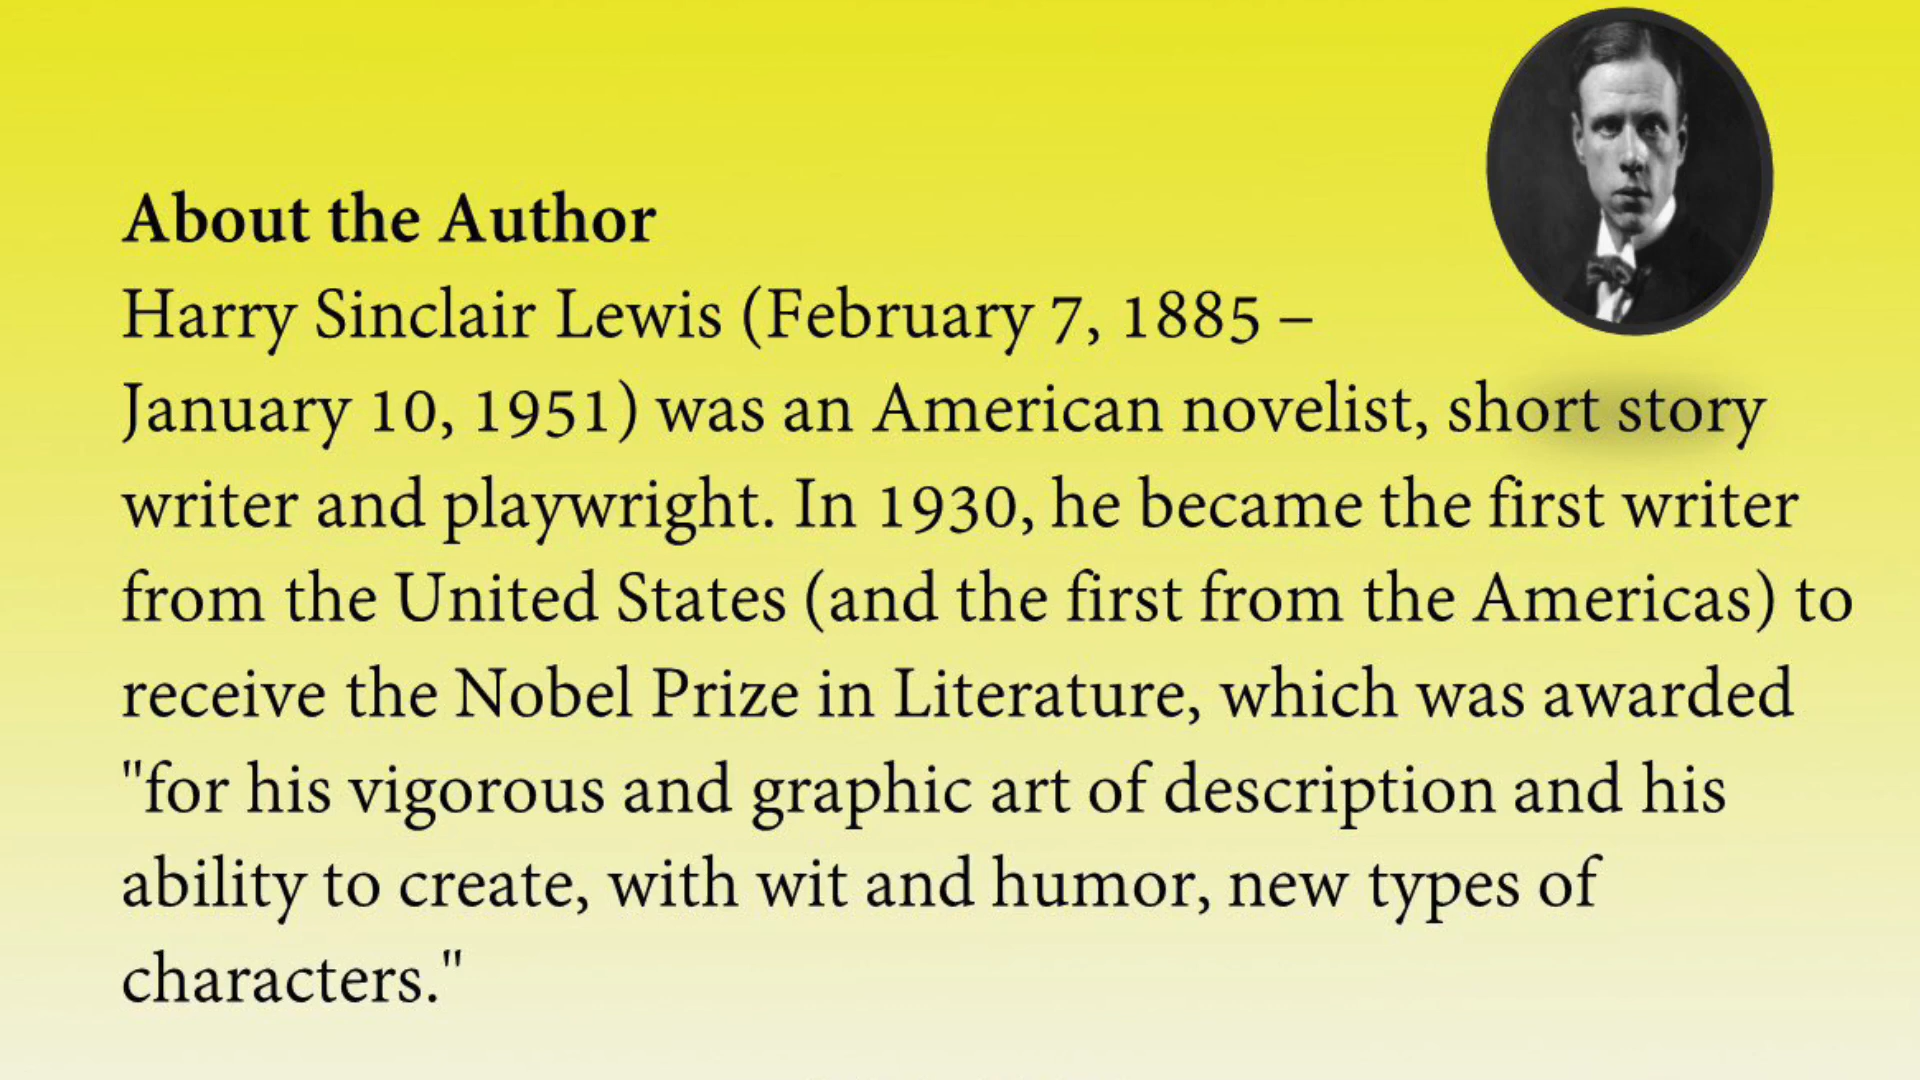 About the Author
Harry Sinclair Lewis (February 7, 1885 –
January 10, 1951) was an American novelist, short story
writer and playwright. In 1930, he became the first writer
from the United States (and the first from the Americas) to
receive the Nobel Prize in Literature, which was awarded
"for his vigorous and graphic art of description and his
ability to create, with wit and humor, new types of
characters."